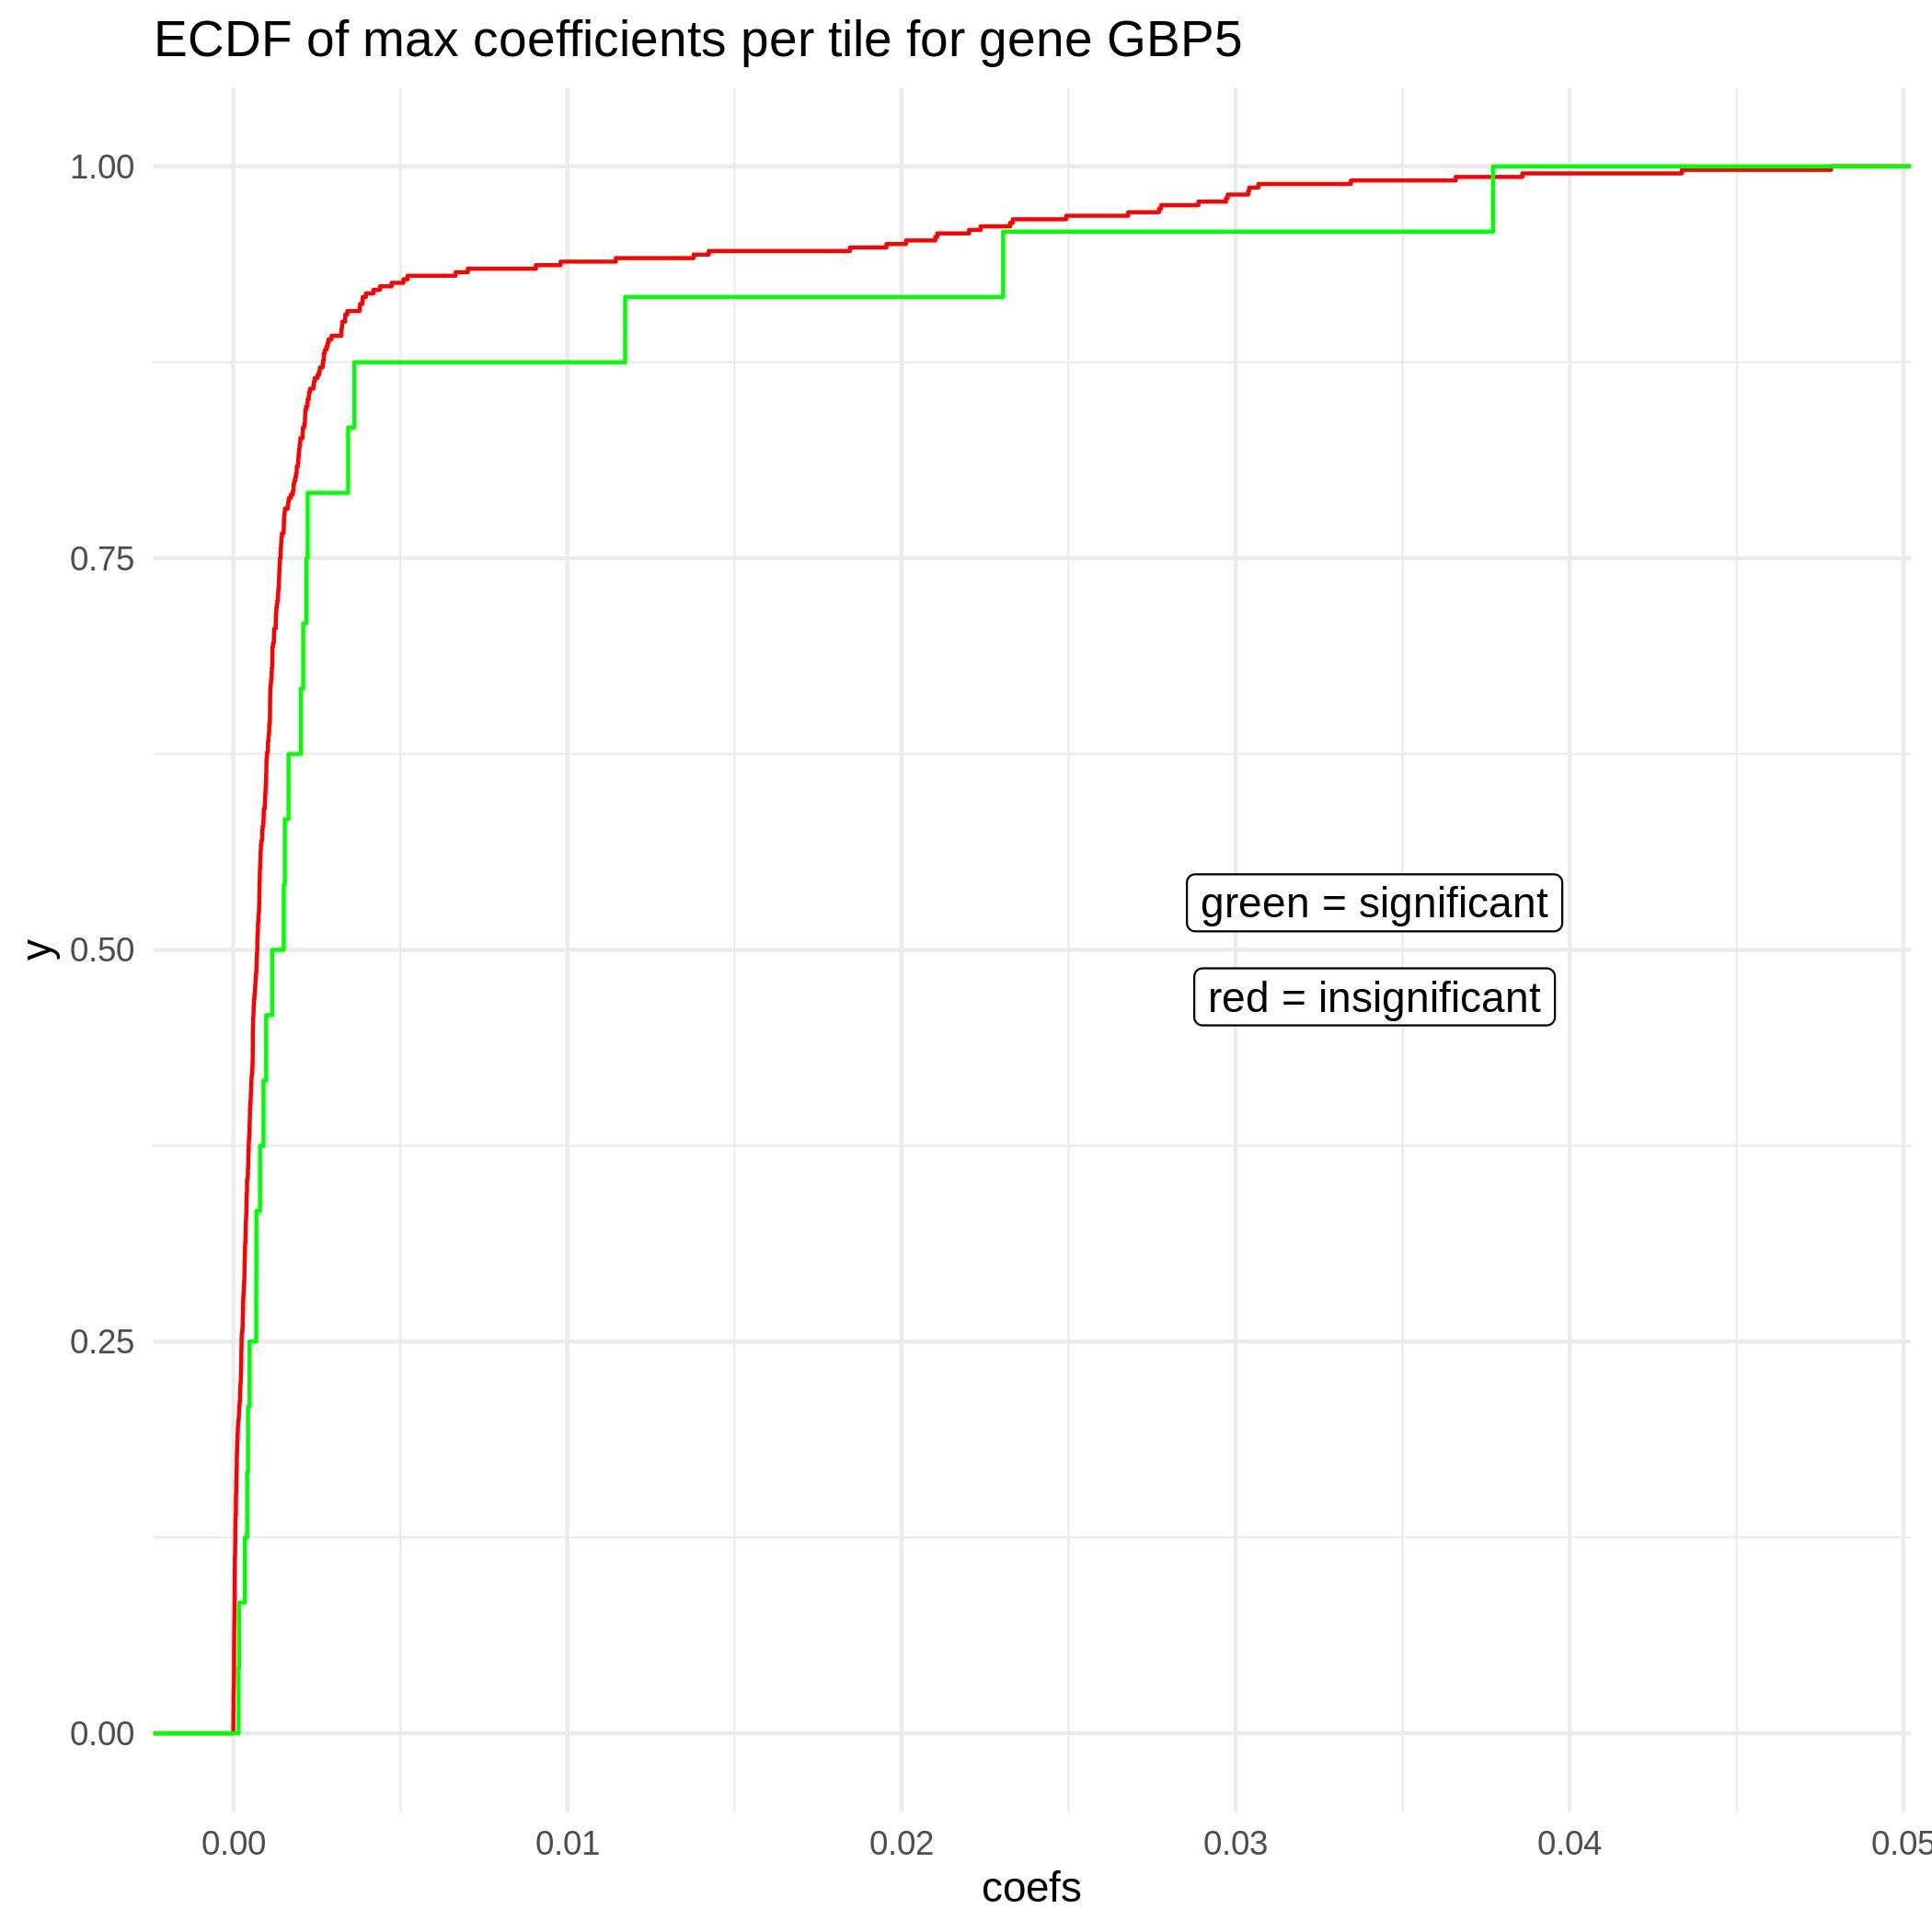 ECDF of max coefficients per tile for gene GBP5
1.00
0.75
green = significant
y
0.50
red = insignificant
0.25
0.00
0.00 0.01 0.02 0.03 0.04 0.05
coefs